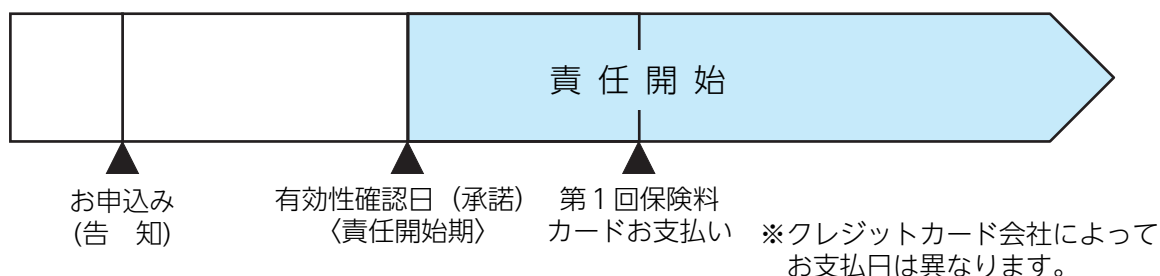 責任開始
お申込み
(告　知)
有効性確認日（承諾）
〈責任開始期〉
第１回保険料
カードお支払い
※クレジットカード会社によって
お支払日は異なります。